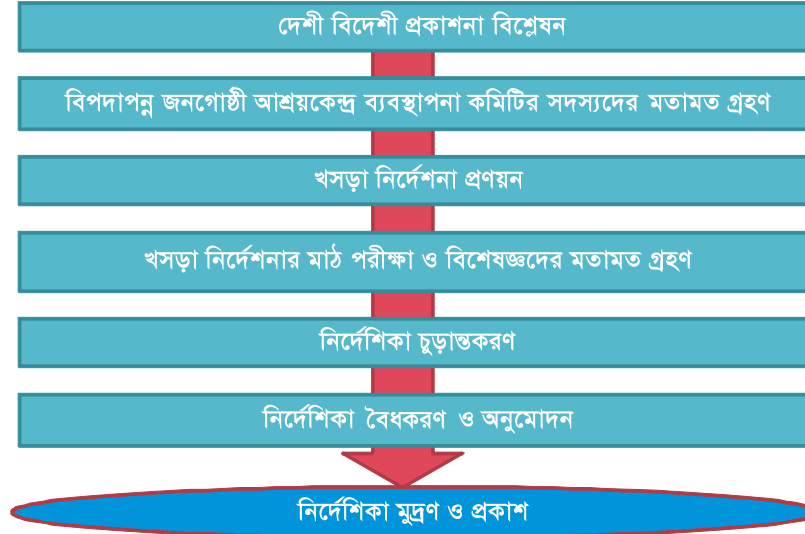 দেশী বিদেশী প্রকাশনা বিশ্লেষন
বিপদাপন্ন জনগোষ্ঠী আশ্রয়কেন্দ্র ব্যবস্থাপনা কমিটির সদস্যদের মতামত গ্রহণ
খসড়া নির্দেশনা প্রণয়ন
খসড়া নির্দেশনার মাঠ পরীক্ষা ও বিশেষজ্ঞদের মতামত গ্রহণ
নির্দেশিকা চুড়ান্তকরণ
নির্দেশিকা বৈধকরণ ও অনুমোদন
নির্দেশিকা মুদ্রণ ও প্রকাশ